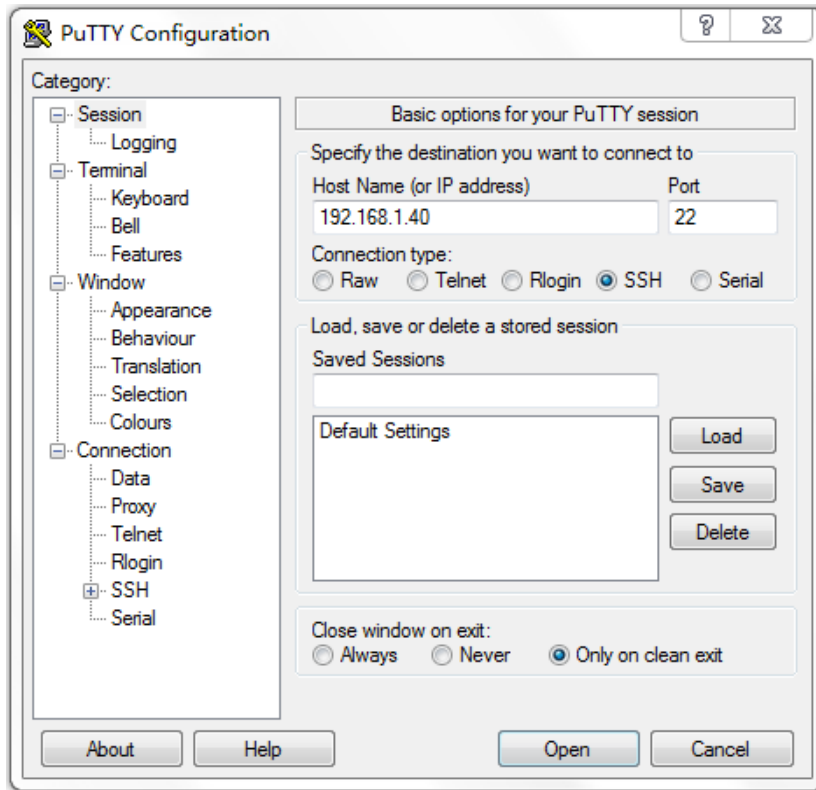 PuTTY Configuration
Category:
Session
Logging
Terminal
Keyboard
Bell
Features
Window
Appearance
Behaviour
Translation
Selection
Colours
Connection
Data
Proxy
Telnet
Rlogin
SSH
Serial
Basic options for your PuTTY session
Specify the destination you want to connect to
Host Name (or IP address) Port
192.168.1.40 22
Connection type:
Raw Telnet Rlogin SSH Serial
Load, save or delete a stored session
Saved Sessions
Default Settings
Load
Save
Delete
Close window on exit:
Always Never Only on clean exit
About Help Open Cancel